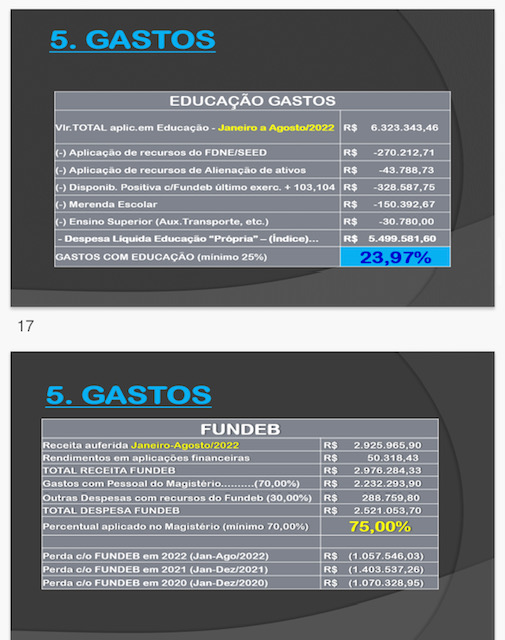 5. GASTOS
EDUCAÇÃO GASTOS
Vlr.TOTAL aplic.em Educação - Janeiro a Agosto/2022 R$ 6.323.343,46
(-) Aplicação de recursos do FDNE/SEED R$ -270.212,71
(-) Aplicação de recursos de Alienação de ativos R$ -43.788,73
(-) Disponib. Positiva c/Fundeb último exerc. + 103,104 R$ -328.587,75
(-) Merenda Escolar R$ -150.392,67
(-) Ensino Superior (Aux.Transporte, etc.) R$ -30.780,00
- Despesa Líquida Educação "Própria" – (Índice)... R$ 5.499.581,60
GASTOS COM EDUCAÇÃO (mínimo 25%) 23,97%
17
5. GASTOS
FUNDEB
Receita auferida Janeiro-Agosto/2022 R$ 2.925.965,90
Rendimentos em aplicações financeiras R$ 50.318,43
TOTAL RECEITA FUNDEB R$ 2.976.284,33
Gastos com Pessoal do Magistério..........(70,00%) R$ 2.232.293,90
Outras Despesas com recursos do Fundeb (30,00%) R$ 288.759,80
TOTAL DESPESA FUNDEB R$ 2.521.053,70
Percentual aplicado no Magistério (mínimo 70,00%) 75,00%
Perda c/o FUNDEB em 2022 (Jan-Ago/2022) R$ (1.057.546,03)
Perda c/o FUNDEB em 2021 (Jan-Dez/2021) R$ (1.403.537,26)
Perda c/o FUNDEB em 2020 (Jan-Dez/2020) R$ (1.070.328,95)